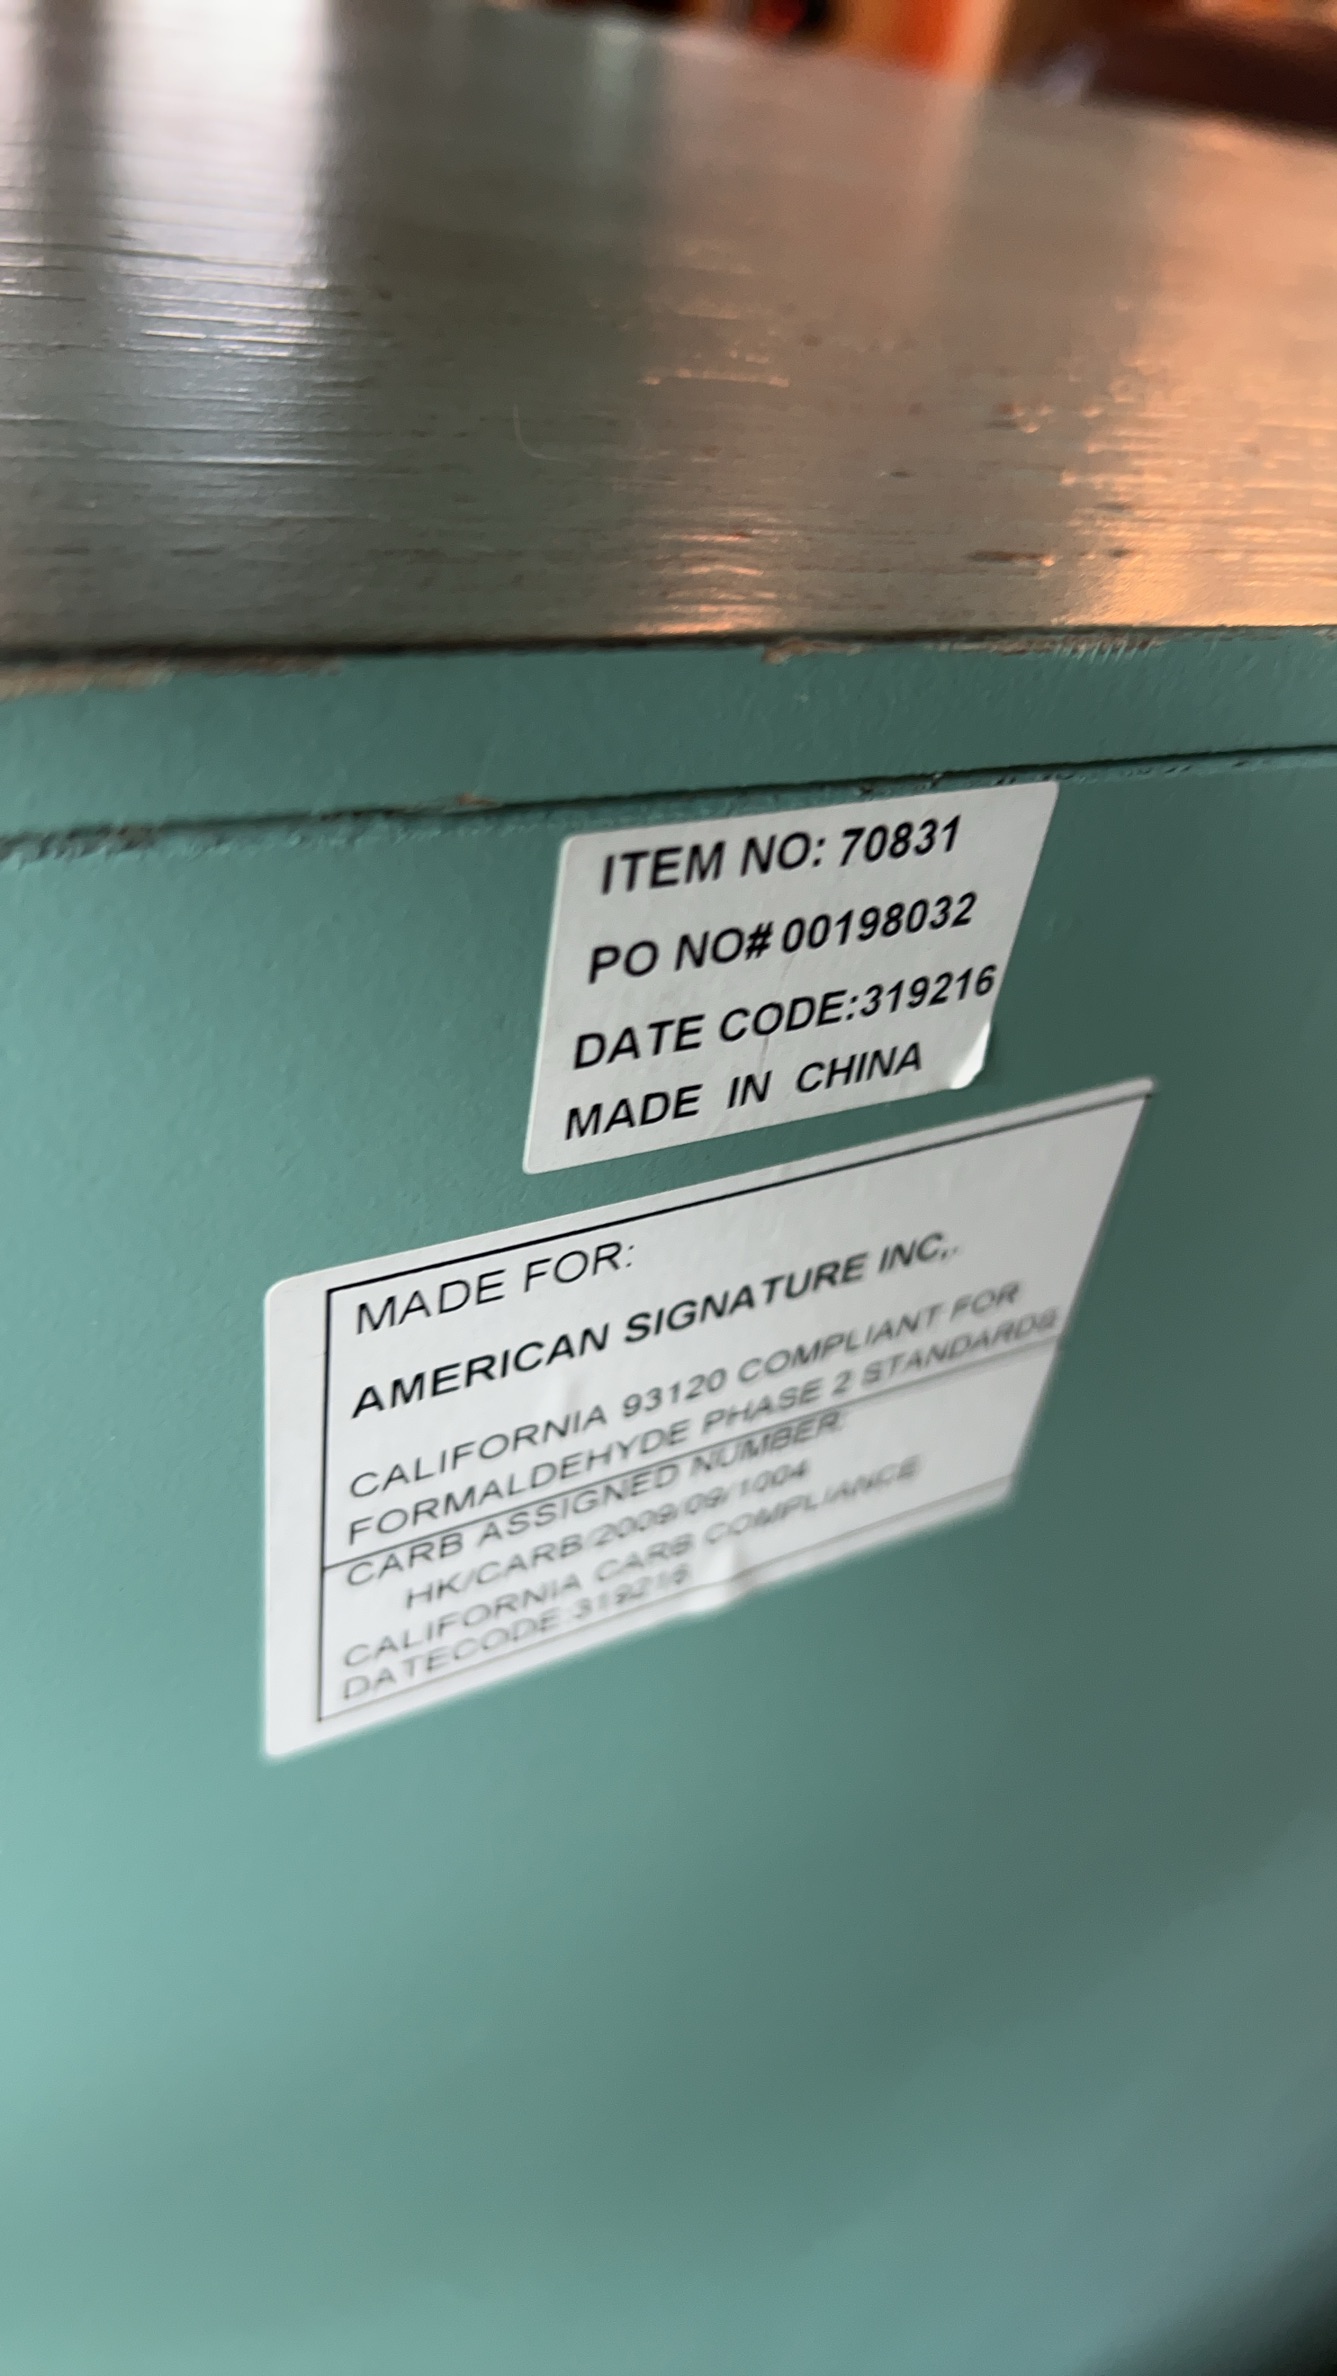 ITEM NO: 70831
PO NO# 00198032
DATE CODE:319216
MADE IN CHINA
MADE FOR:
AMERICAN SIGNATURE INC,.
CALIFORNIA 93120 COMPLIANT FOR
FORMALDEHYDE PHASE 2 STANDARDS
CARB ASSIGNED NUMBER:
HK/CARB/2009/09/1004
CALIFORNIA CARB COMPLIANCE
DATECODE:319216